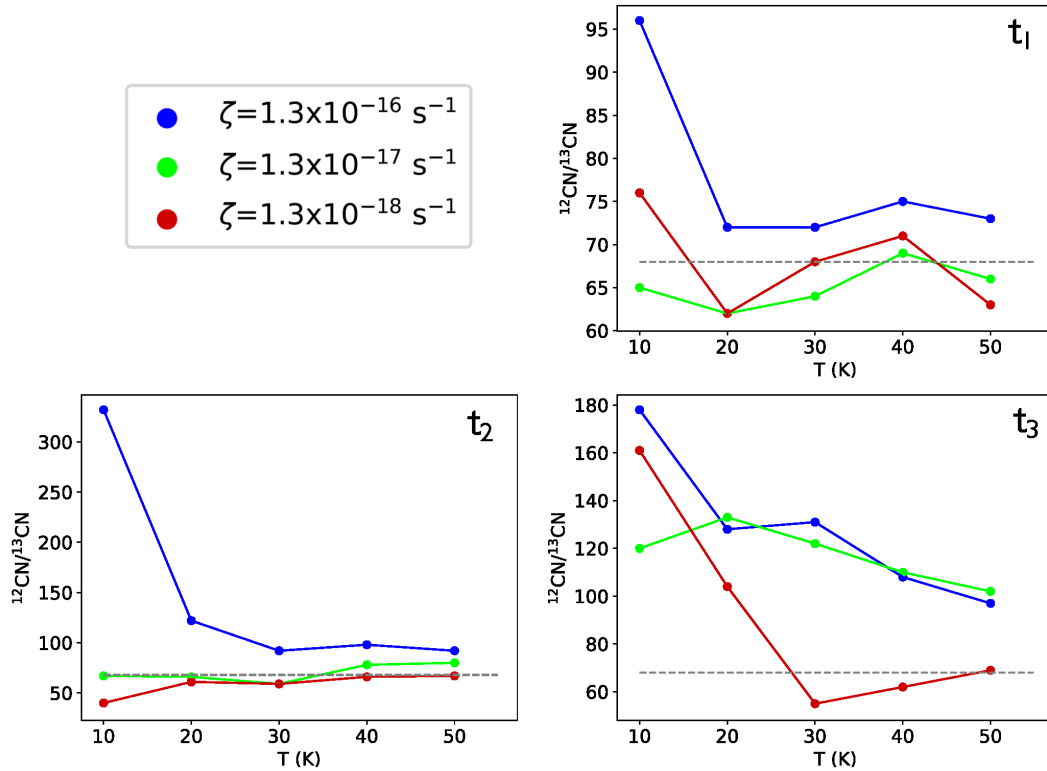 ζ=1.3x10⁻¹⁶ s⁻¹
ζ=1.3x10⁻¹⁷ s⁻¹
ζ=1.3x10⁻¹⁸ s⁻¹
t₁
95
90
85
80
75
70
65
60
¹²CN/¹³CN
10 20 30 40 50
T (K)
t₂
300
250
200
150
100
50
¹²CN/¹³CN
10 20 30 40 50
T (K)
t₃
180
160
140
120
100
80
60
¹²CN/¹³CN
10 20 30 40 50
T (K)